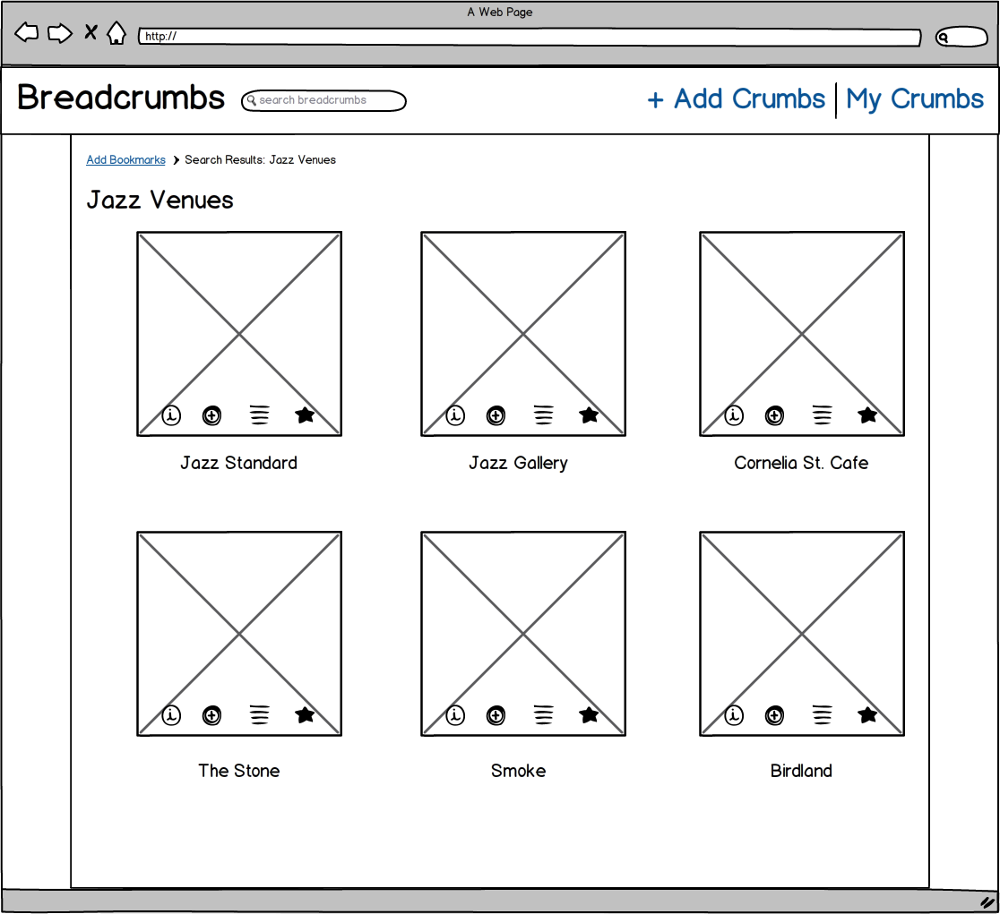 A Web Page
http://
Breadcrumbs
search breadcrumbs
+ Add Crumbs
My Crumbs
Add Bookmarks
Search Results: Jazz Venues
Jazz Venues
Jazz Standard
Jazz Gallery
Cornelia St. Cafe
The Stone
Smoke
Birdland